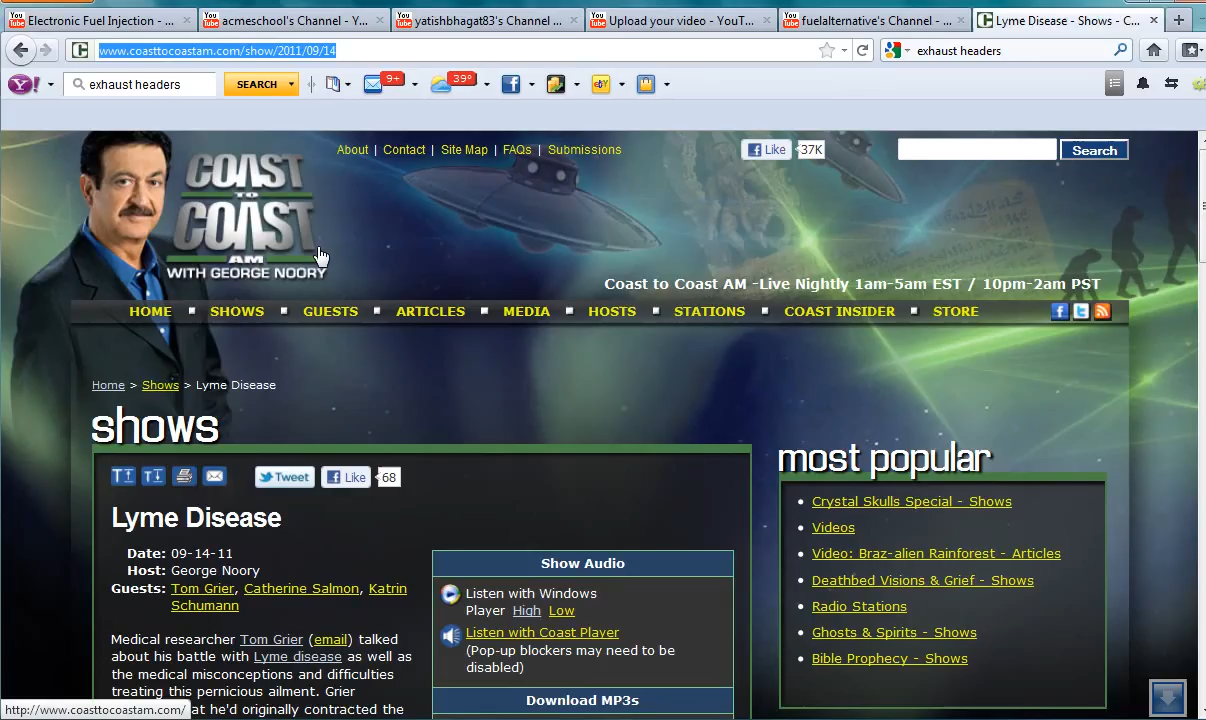 Electronic Fuel Injection - ...
acmeschool's Channel - Y...
yatishbhagat83's Channel ...
Upload your video - YouT...
fuelalternative's Channel - ...
Lyme Disease - Shows - C...
www.coasttocoastam.com/show/2011/09/14
exhaust headers
exhaust headers
SEARCH
9+
39°
About | Contact | Site Map | FAQs | Submissions
Like 37K
Search
COAST
TO
COAST
AM
WITH GEORGE NOORY
Coast to Coast AM -Live Nightly 1am-5am EST / 10pm-2am PST
HOME SHOWS GUESTS ARTICLES MEDIA HOSTS STATIONS COAST INSIDER STORE
Home > Shows > Lyme Disease
shows
Tweet Like 68
Lyme Disease
Date: 09-14-11
Host: George Noory
Guests: Tom Grier, Catherine Salmon, Katrin
Schumann
Medical researcher Tom Grier (email) talked
about his battle with Lyme disease as well as
the medical misconceptions and difficulties
treating this pernicious ailment. Grier
at he'd originally contracted the
Show Audio
Listen with Windows
Player High Low
Listen with Coast Player
(Pop-up blockers may need to be
disabled)
Download MP3s
most popular
Crystal Skulls Special - Shows
Videos
Video: Braz-alien Rainforest - Articles
Deathbed Visions & Grief - Shows
Radio Stations
Ghosts & Spirits - Shows
Bible Prophecy - Shows
http://www.coasttocoastam.com/